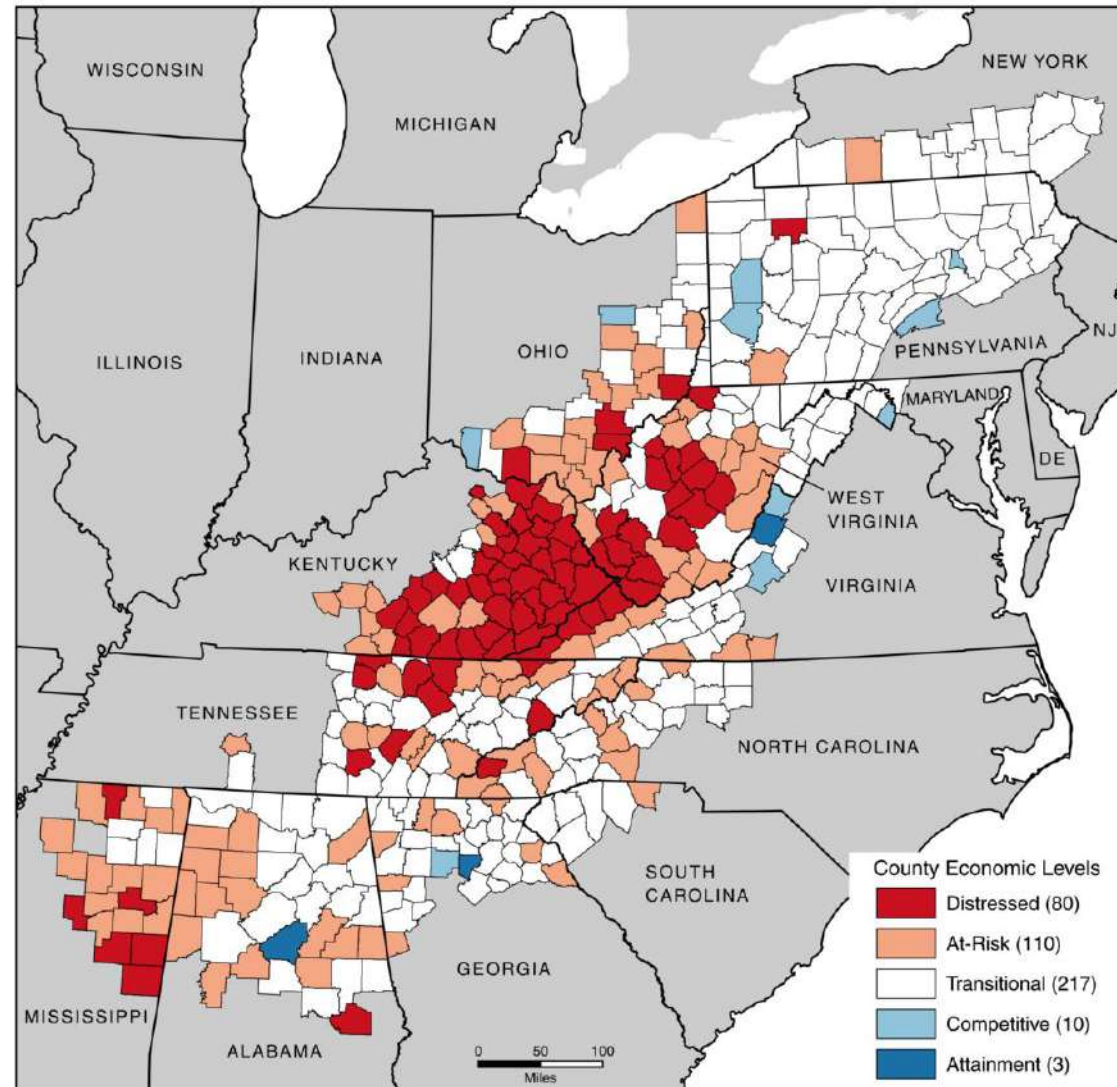 WISCONSIN
MICHIGAN
NEW YORK
ILLINOIS
INDIANA
OHIO
PENNSYLVANIA
NJ
MARYLAND
DE
WEST
VIRGINIA
KENTUCKY
VIRGINIA
TENNESSEE
NORTH CAROLINA
SOUTH
CAROLINA
GEORGIA
MISSISSIPPI
ALABAMA
0 50 100
Miles
County Economic Levels
Distressed (80)
At-Risk (110)
Transitional (217)
Competitive (10)
Attainment (3)